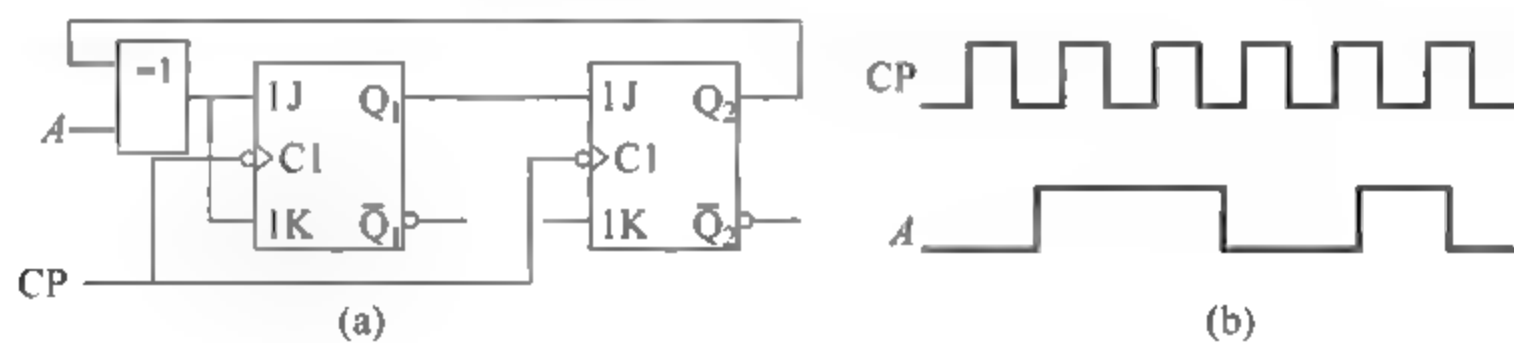 -1
A
1J Q₁
C1
1K Q̄₁
1J Q₂
C1
1K Q̄₂
CP
(a)
CP
A
(b)